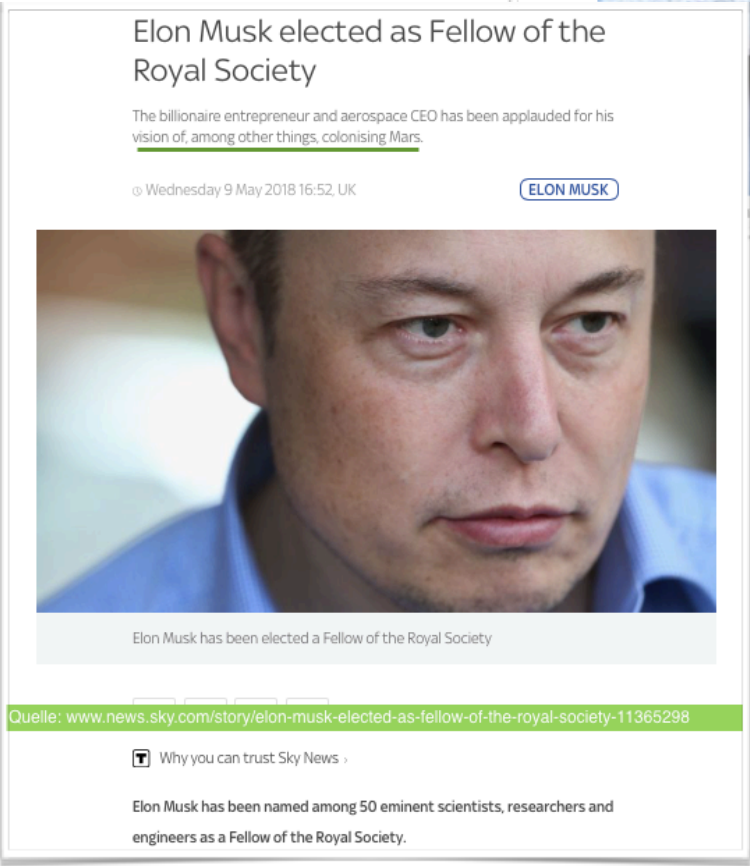 Elon Musk elected as Fellow of the
Royal Society
The billionaire entrepreneur and aerospace CEO has been applauded for his
vision of, among other things, colonising Mars.
Wednesday 9 May 2018 16:52, UK
ELON MUSK
Elon Musk has been elected a Fellow of the Royal Society
Quelle: www.news.sky.com/story/elon-musk-elected-as-fellow-of-the-royal-society-11365298
T Why you can trust Sky News ›
Elon Musk has been named among 50 eminent scientists, researchers and
engineers as a Fellow of the Royal Society.